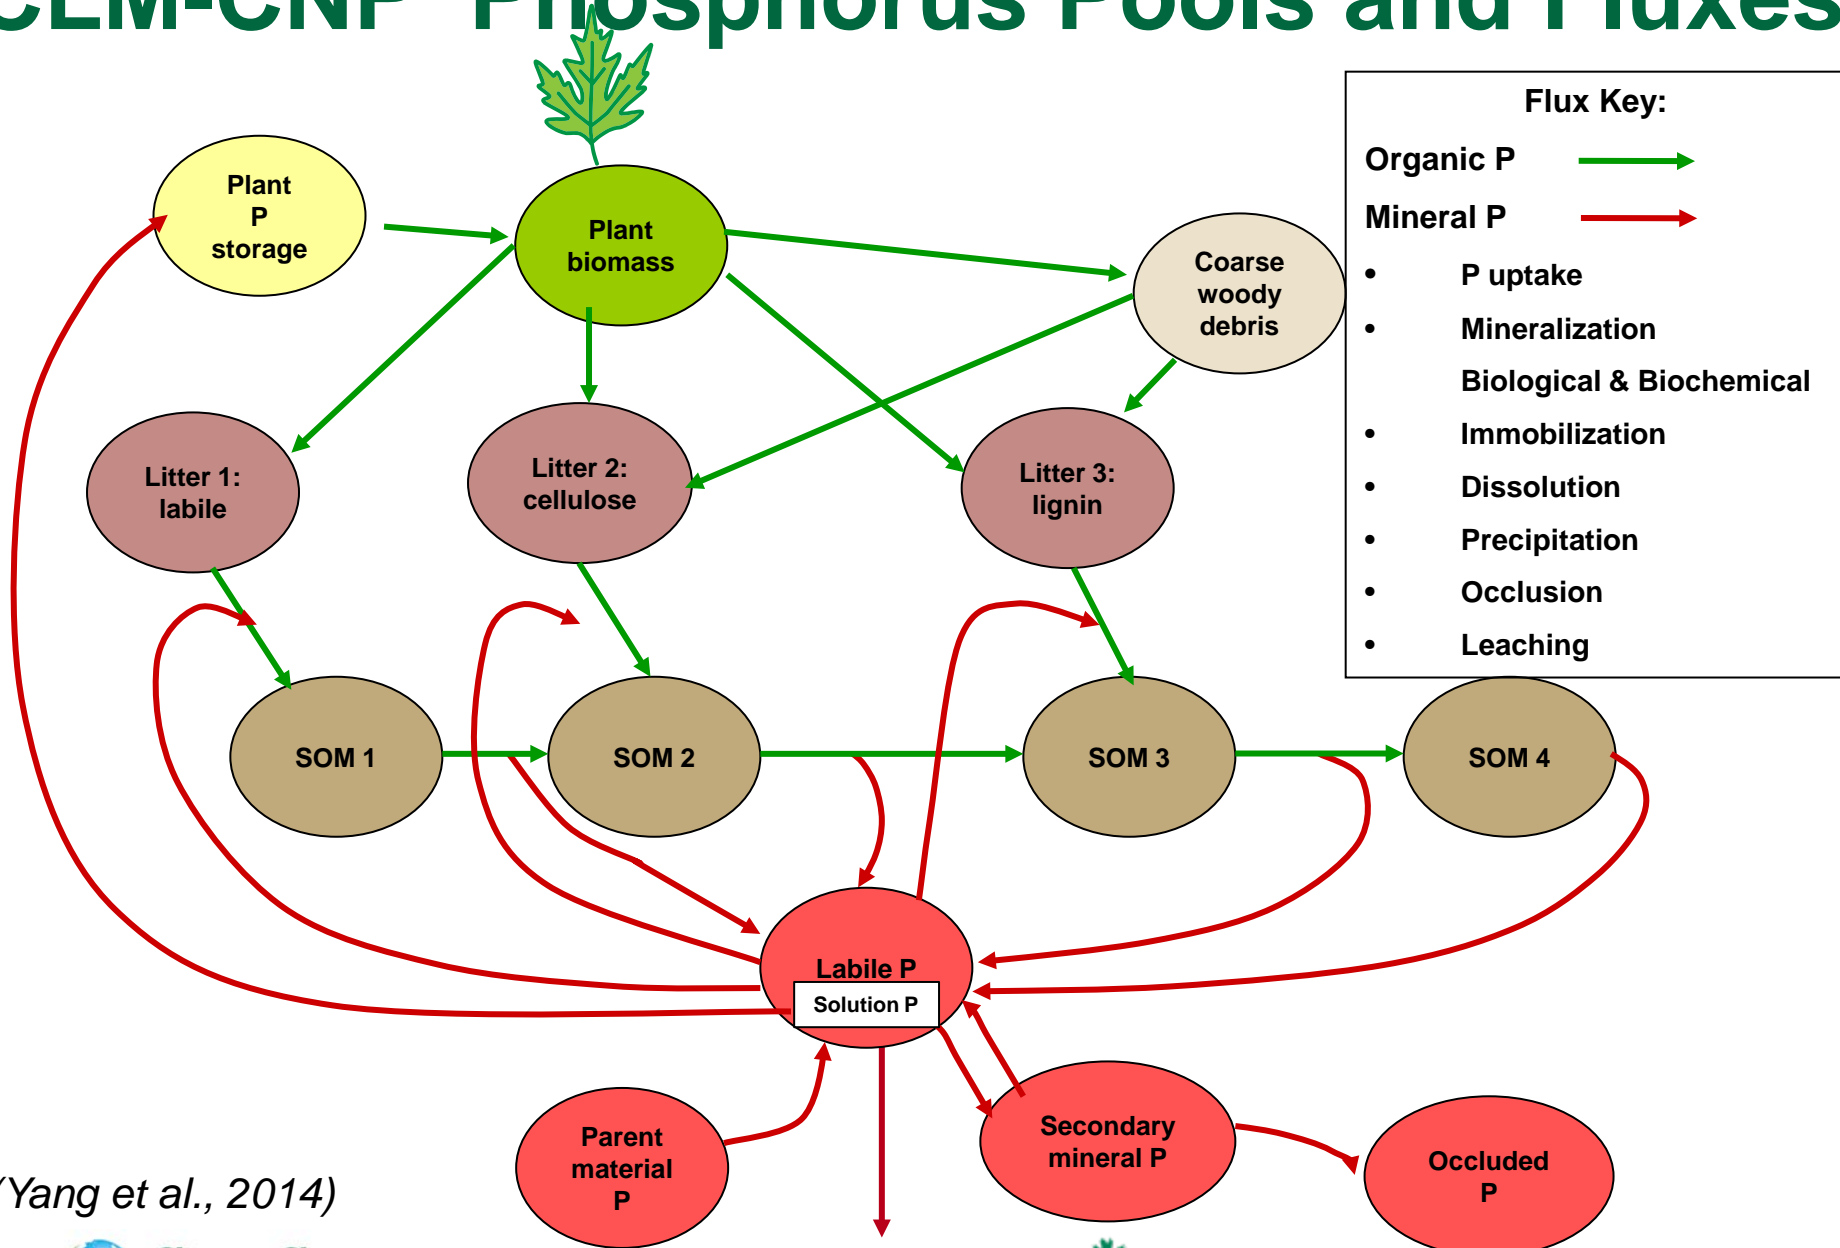 CLM-CNP Phosphorus Pools and Fluxes
Flux Key:
Organic P
Mineral P
• P uptake
• Mineralization
Biological & Biochemical
• Immobilization
• Dissolution
• Precipitation
• Occlusion
• Leaching
Plant
P
storage
Plant
biomass
Coarse
woody
debris
Litter 1:
labile
Litter 2:
cellulose
Litter 3:
lignin
SOM 1
SOM 2
SOM 3
SOM 4
Labile P
Solution P
Parent
material
P
Secondary
mineral P
Occluded
P
(Yang et al., 2014)